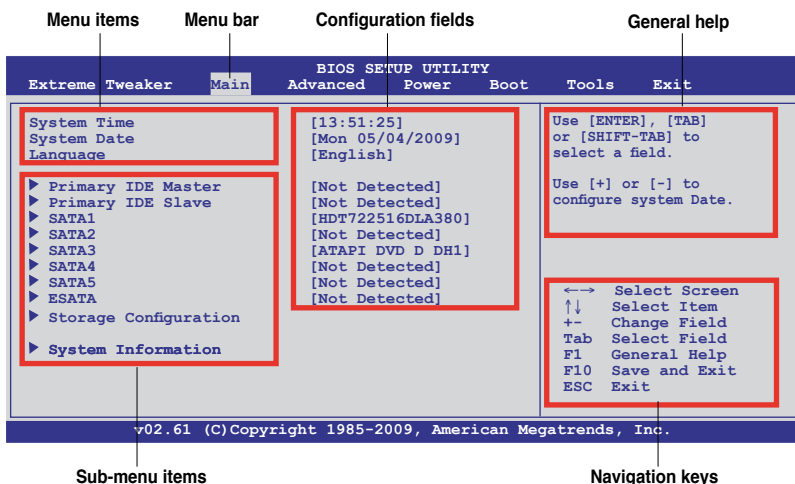 Menu items Menu bar Configuration fields General help
BIOS SETUP UTILITY
Extreme Tweaker Main Advanced Power Boot Tools Exit
System Time [13:51:25]
System Date [Mon 05/04/2009]
Language [English]
Primary IDE Master [Not Detected]
Primary IDE Slave [Not Detected]
SATA1 [HDT722516DLA380]
SATA2 [Not Detected]
SATA3 [ATAPI DVD D DH1]
SATA4 [Not Detected]
SATA5 [Not Detected]
ESATA [Not Detected]
Storage Configuration
System Information
Use [ENTER], [TAB]
or [SHIFT-TAB] to
select a field.
Use [+] or [-] to
configure system Date.
←→ Select Screen
↑↓ Select Item
+- Change Field
Tab Select Field
F1 General Help
F10 Save and Exit
ESC Exit
v02.61 (C)Copyright 1985-2009, American Megatrends, Inc.
Sub-menu items Navigation keys